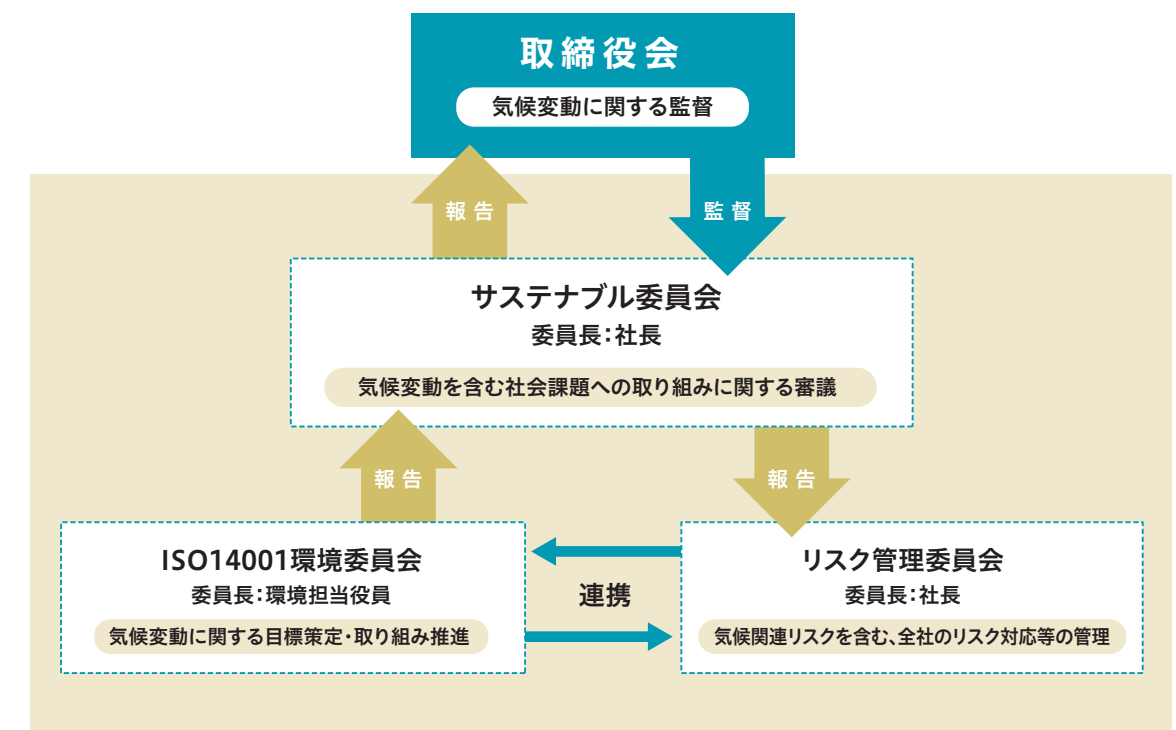 取締役会
気候変動に関する監督
報告
監督
サステナブル委員会
委員長：社長
気候変動を含む社会課題への取り組みに関する審議
報告
報告
ISO14001環境委員会
委員長：環境担当役員
気候変動に関する目標策定・取り組み推進
連携
リスク管理委員会
委員長：社長
気候関連リスクを含む、全社のリスク対応等の管理